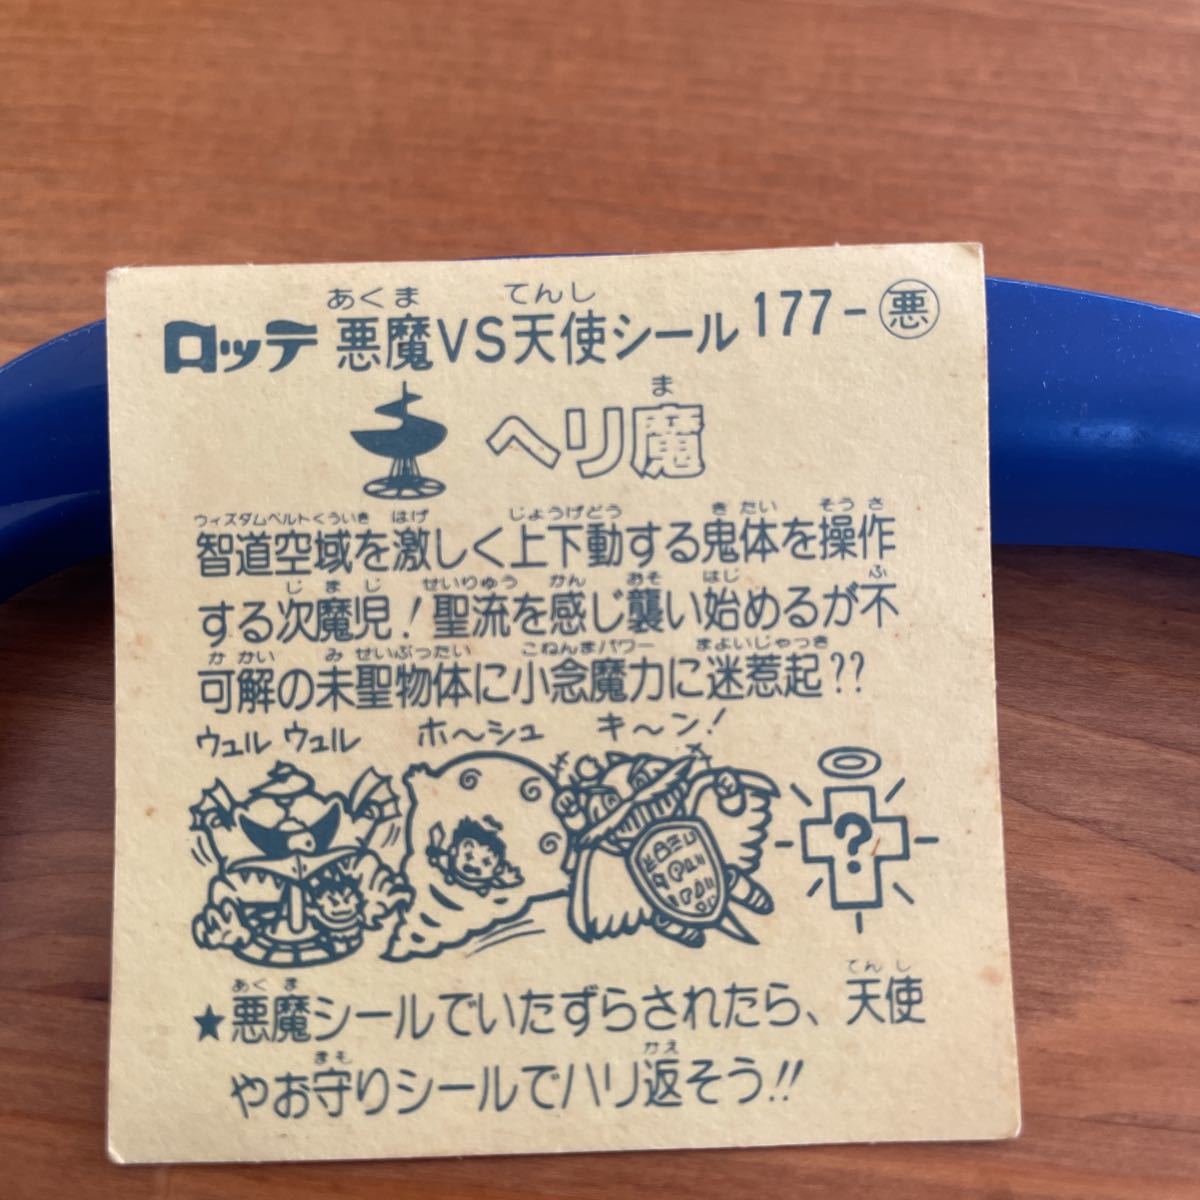 あくま てんし
ロッテ 悪魔VS天使シール 177-悪
ま
ヘリ魔
ウィズダムベルトくういき はげ じょうげどう きたい そうさ
智道空域を激しく上下動する鬼体を操作
じまじ せいりゅう かん おそ はじ ふ
する次魔児!聖流を感じ襲い始めるが不
かかい みせいぶったい こねんまパワー まよいじゃっき
可解の未聖物体に小念魔力に迷惹起??
ウュル ウュル ホ〜シュ キ〜ン!
?
あくま てんし
★悪魔シールでいたずらされたら、天使
まも かえ
やお守りシールでハリ返そう!!